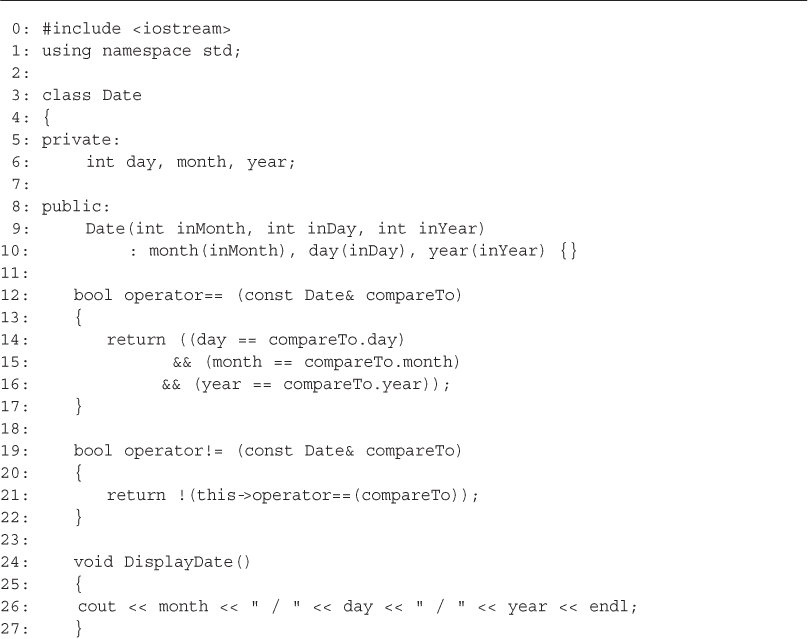 0: #include <iostream>
1: using namespace std;
2:
3: class Date
4: {
5: private:
6:     int day, month, year;
7:
8: public:
9:     Date(int inMonth, int inDay, int inYear)
10:         : month(inMonth), day(inDay), year(inYear) {}
11:
12:    bool operator== (const Date& compareTo)
13:    {
14:       return ((day == compareTo.day)
15:             && (month == compareTo.month)
16:            && (year == compareTo.year));
17:    }
18:
19:    bool operator!= (const Date& compareTo)
20:    {
21:       return !(this->operator==(compareTo));
22:    }
23:
24:    void DisplayDate()
25:    {
26:    cout << month << " / " << day << " / " << year << endl;
27:    }